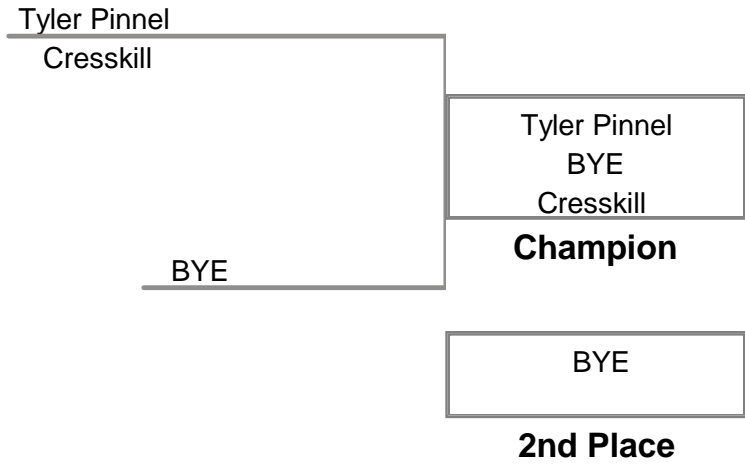 Tyler Pinnel
Cresskill
Tyler Pinnel
BYE
Cresskill
Champion
BYE
BYE
2nd Place